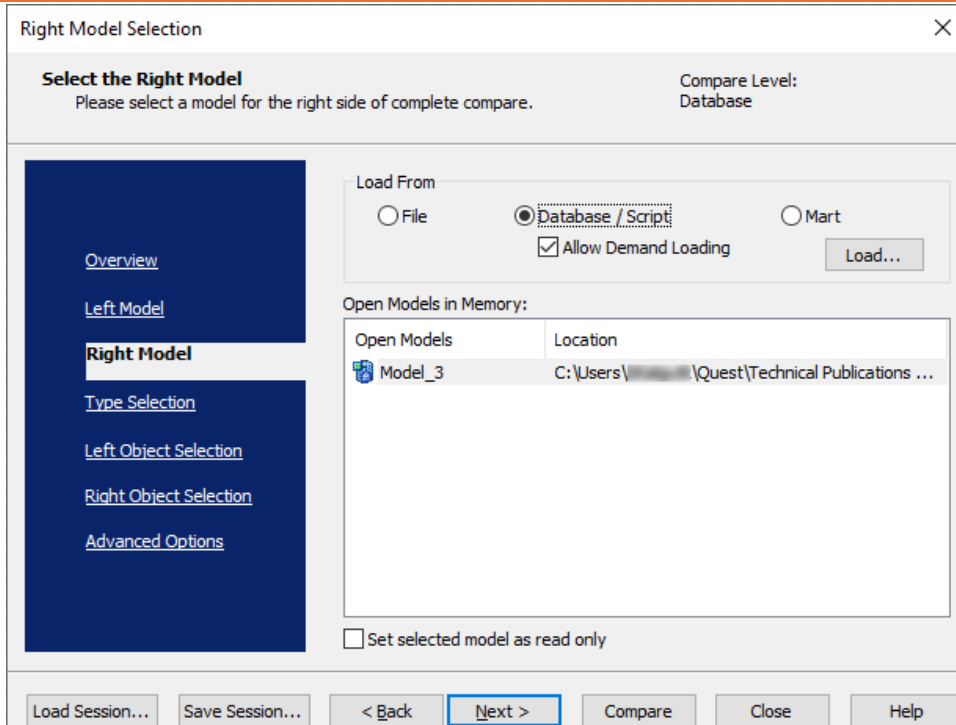 Right Model Selection
Select the Right Model
Please select a model for the right side of complete compare.
Compare Level:
Database
Overview
Left Model
Right Model
Type Selection
Left Object Selection
Right Object Selection
Advanced Options
Load From
File
Database / Script
Mart
Allow Demand Loading
Load...
Open Models in Memory:
Open Models Location
Model_3 C:\Users\ \Quest\Technical Publications ...
Set selected model as read only
Load Session... Save Session... < Back Next > Compare Close Help